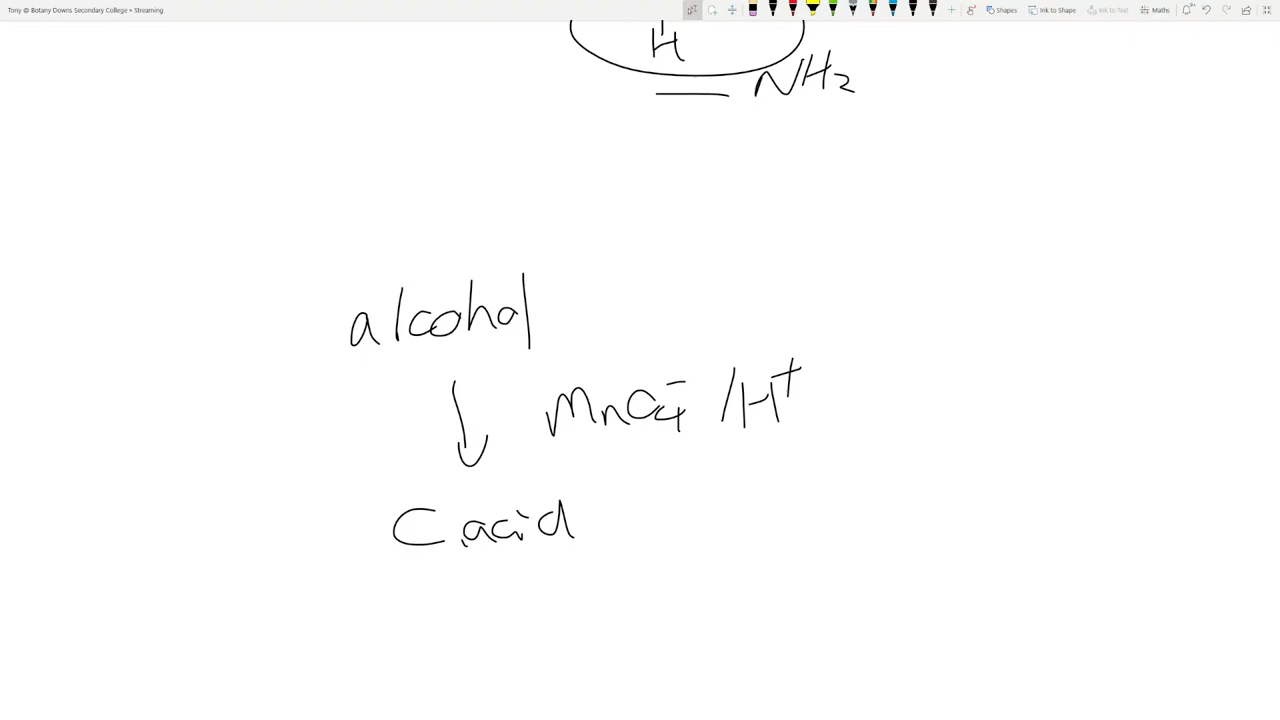 Tony @ Botany Downs Secondary College > Streaming
Shapes Ink to Shape Ink to Text Maths
H
NH₂
alcohol
MnO₄⁻ /H⁺
C.acid